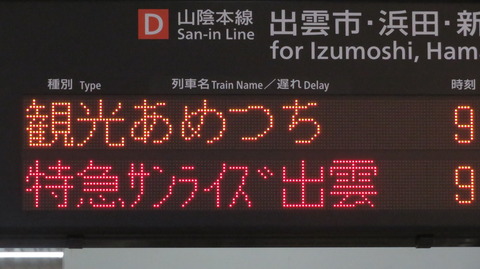 D 山陰本線 出雲市・浜田・新
San-in Line for Izumoshi, Ham
種別 Type 列車名 Train Name／遅れ Delay 時刻
観光あめつち 9
特急サンライズ出雲 9